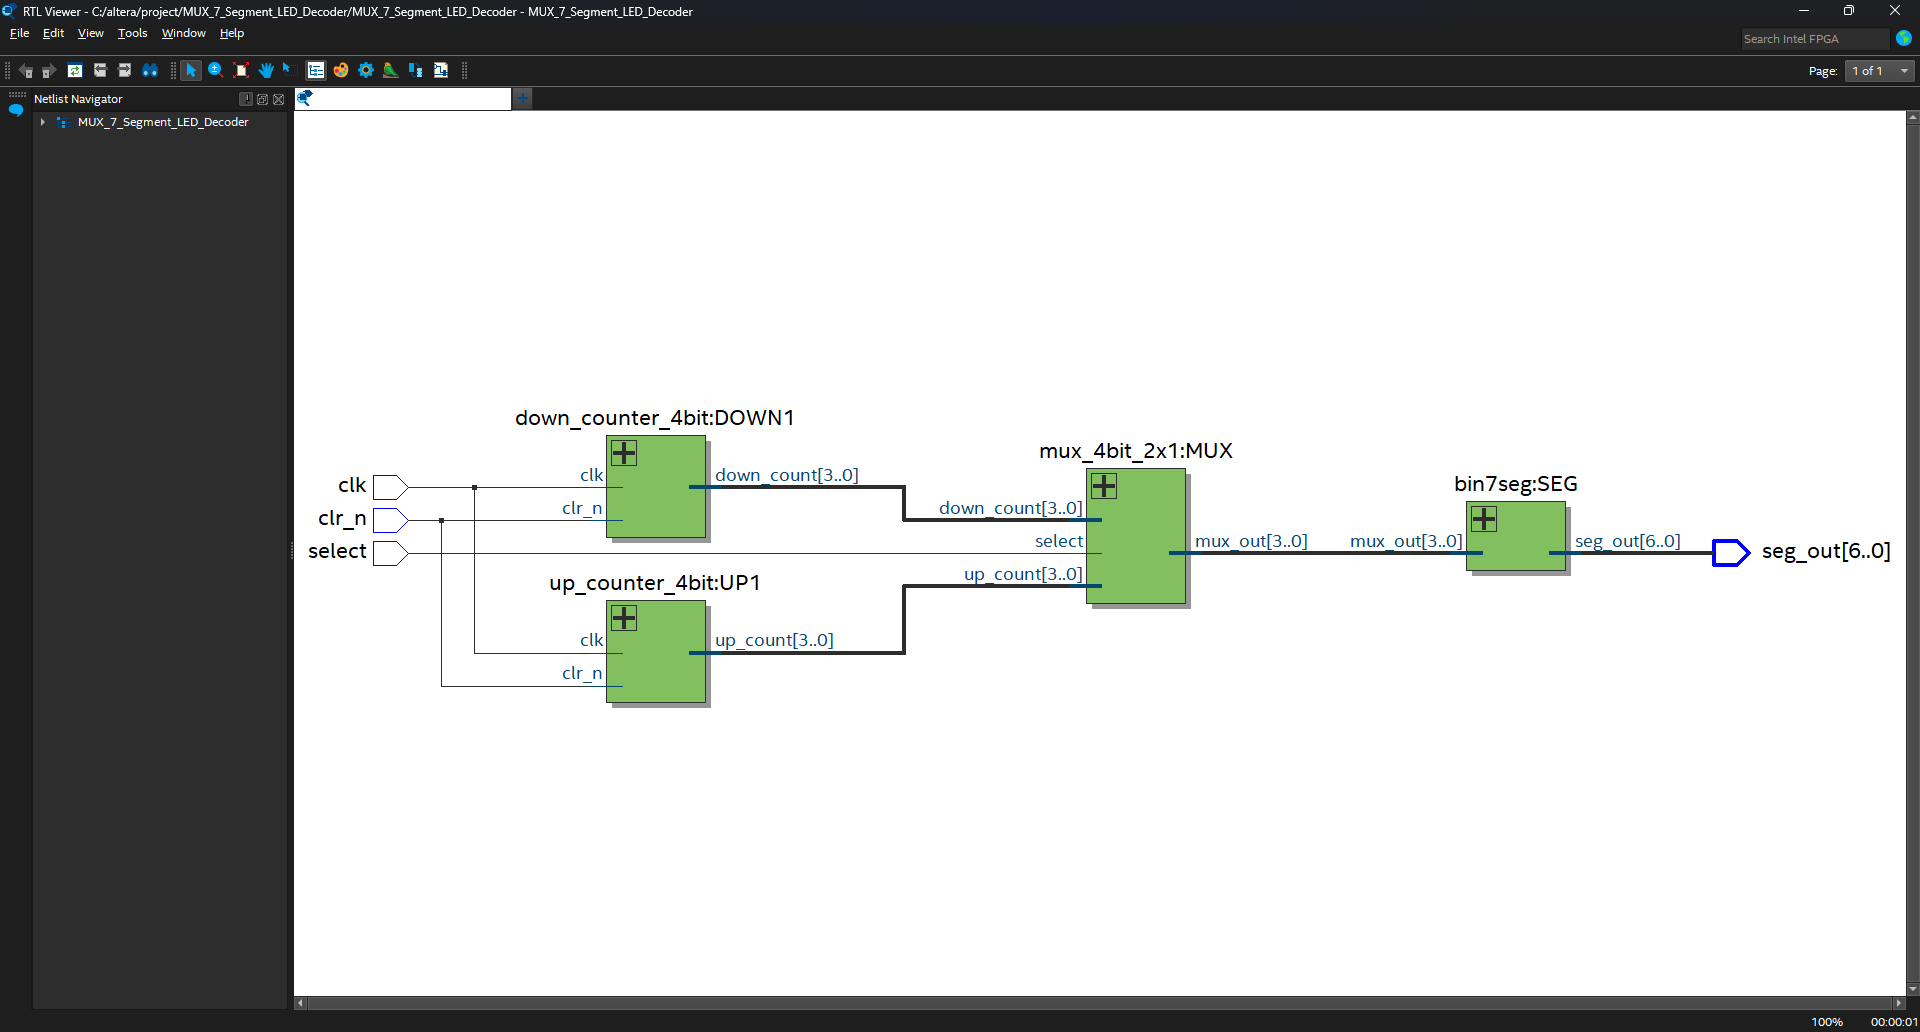 RTL Viewer - C:/altera/project/MUX_7_Segment_LED_Decoder/MUX_7_Segment_LED_Decoder - MUX_7_Segment_LED_Decoder
File Edit View Tools Window Help
Search Intel FPGA
Page: 1 of 1
Netlist Navigator
MUX_7_Segment_LED_Decoder
down_counter_4bit:DOWN1
clk
clr_n
select
clk
clr_n
down_count[3..0]
up_counter_4bit:UP1
clk
clr_n
up_count[3..0]
mux_4bit_2x1:MUX
down_count[3..0]
select
up_count[3..0]
mux_out[3..0]
bin7seg:SEG
mux_out[3..0]
seg_out[6..0]
seg_out[6..0]
100% 00:00:01